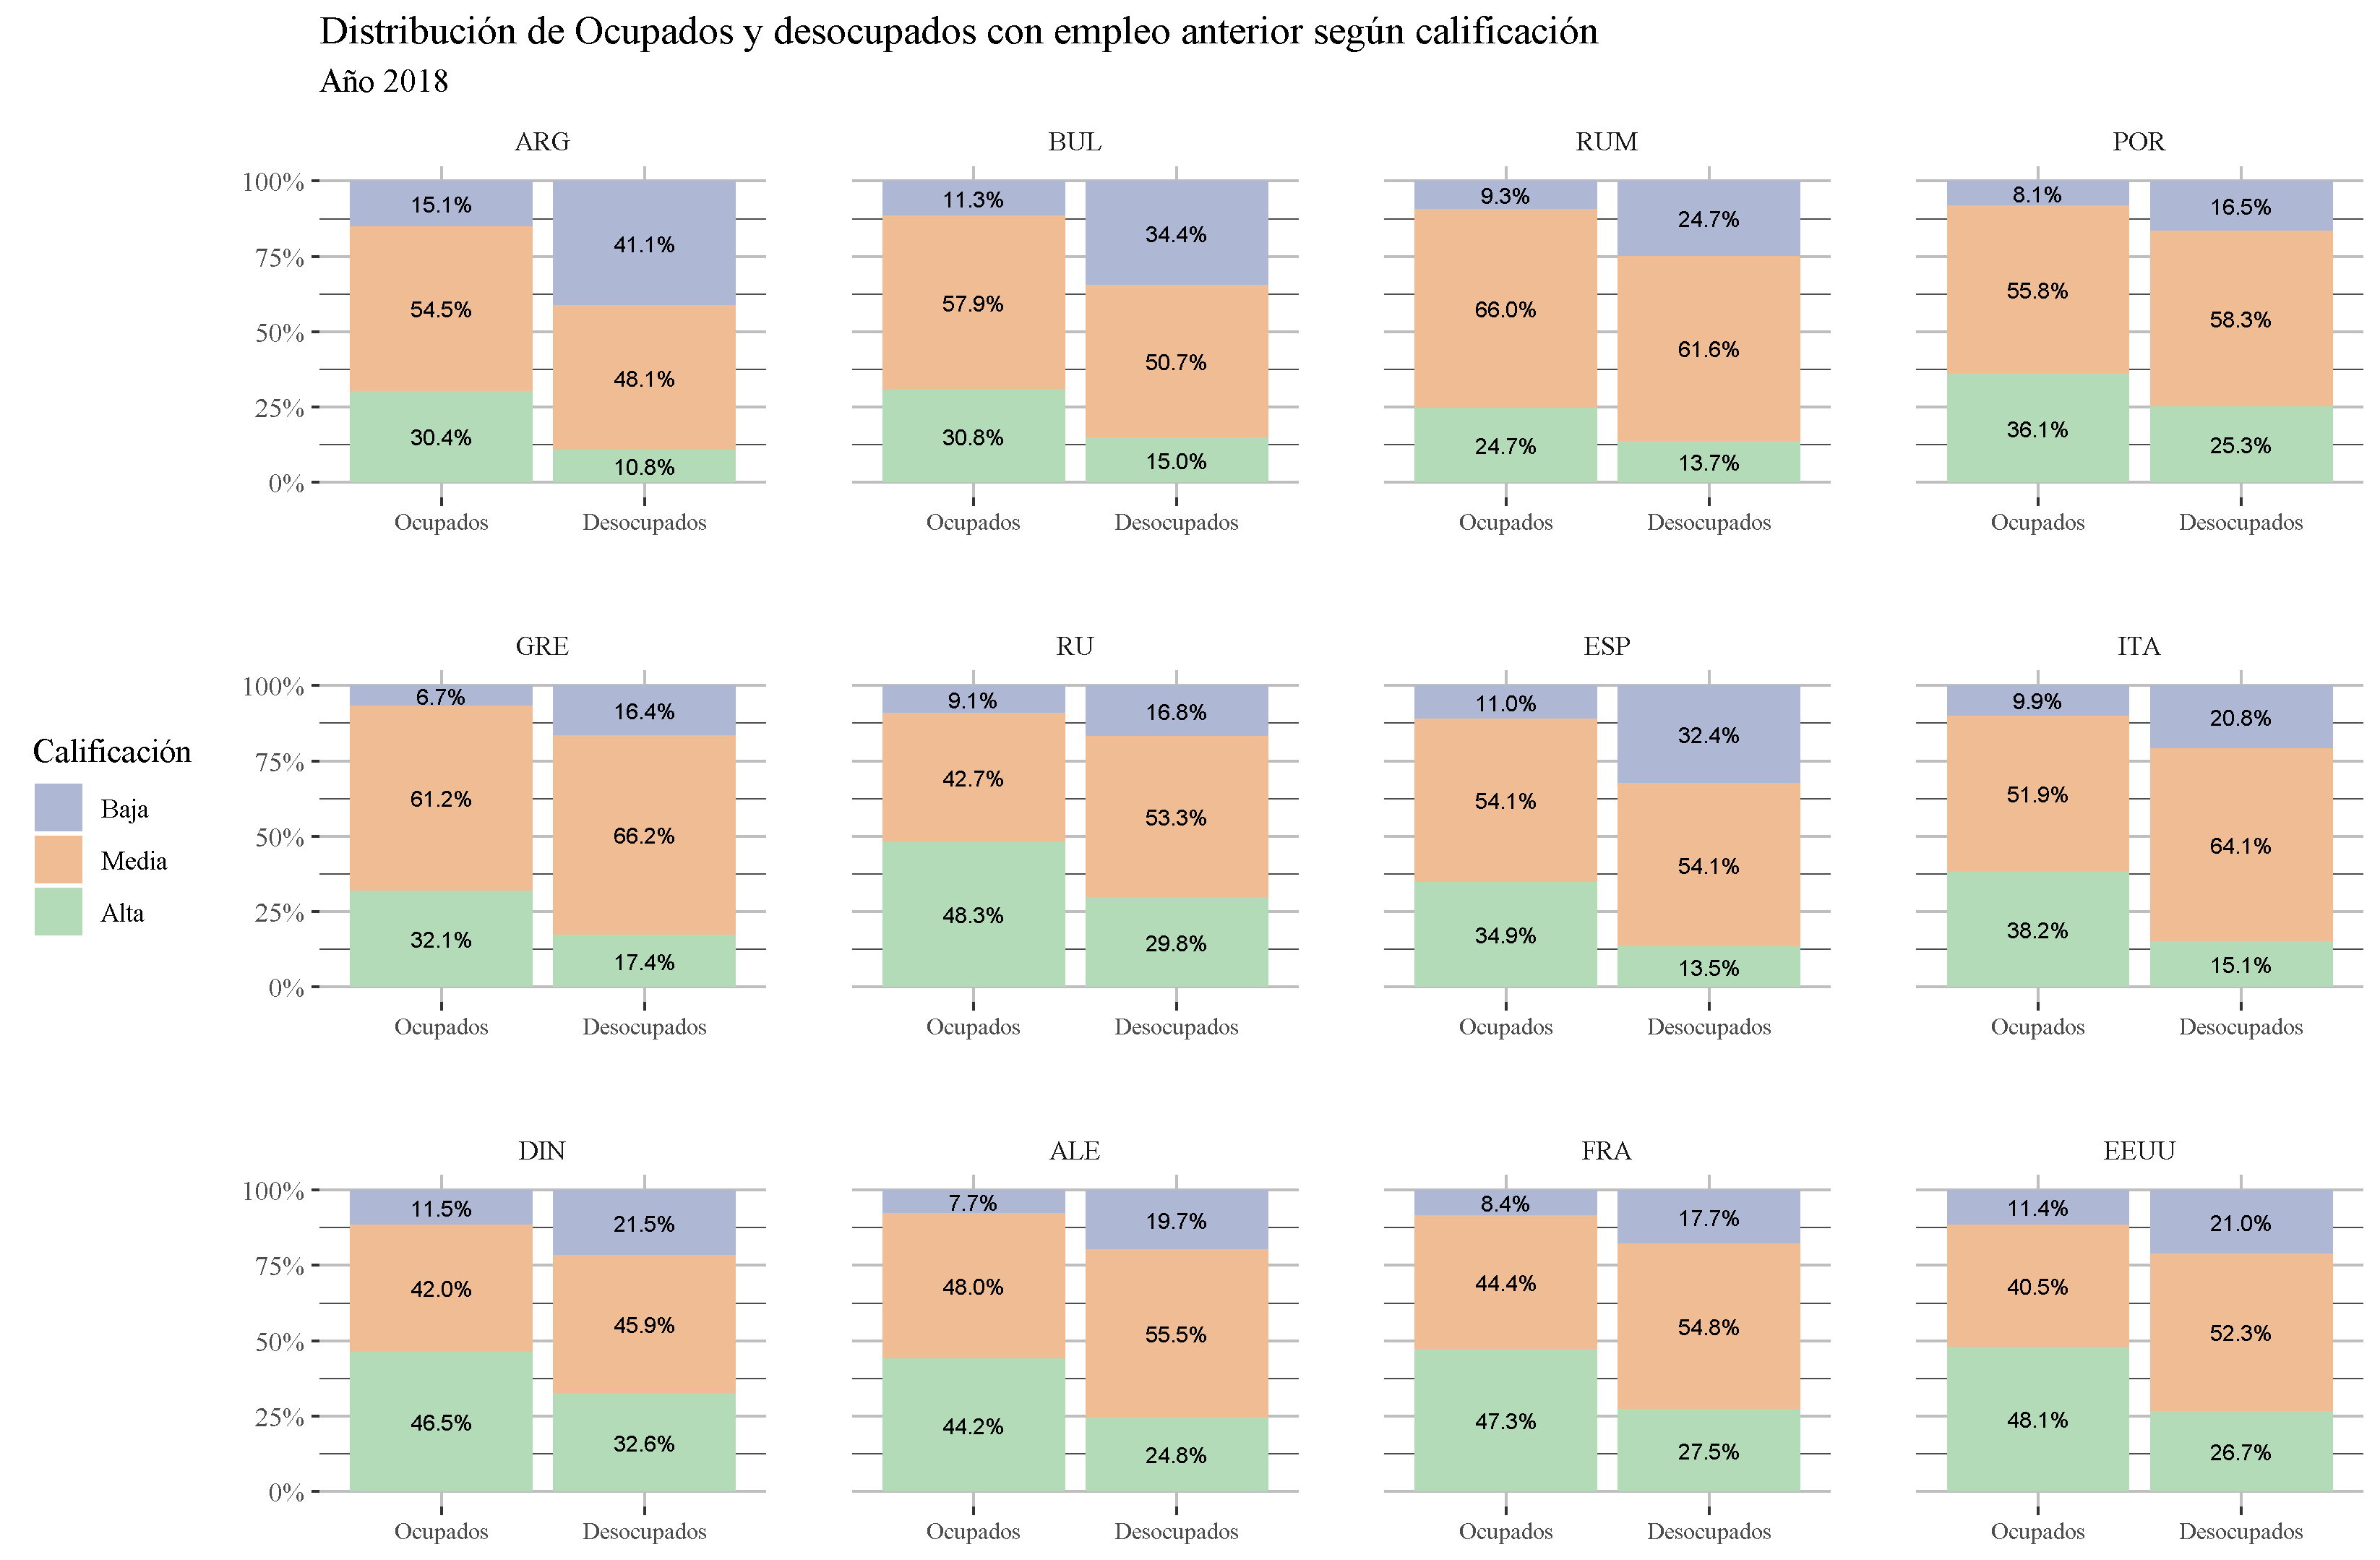 Distribución de Ocupados y desocupados con empleo anterior según calificación
Año 2018
ARG BUL RUM POR
100%
75%
50%
25%
0%
15.1% 41.1% 11.3% 34.4% 9.3% 24.7% 8.1% 16.5%
54.5% 48.1% 57.9% 50.7% 66.0% 61.6% 55.8% 58.3%
30.4% 10.8% 30.8% 15.0% 24.7% 13.7% 36.1% 25.3%
Ocupados Desocupados Ocupados Desocupados Ocupados Desocupados Ocupados Desocupados
GRE RU ESP ITA
100%
75%
50%
25%
0%
6.7% 16.4% 9.1% 16.8% 11.0% 32.4% 9.9% 20.8%
61.2% 66.2% 42.7% 53.3% 54.1% 54.1% 51.9% 64.1%
32.1% 17.4% 48.3% 29.8% 34.9% 13.5% 38.2% 15.1%
Ocupados Desocupados Ocupados Desocupados Ocupados Desocupados Ocupados Desocupados
Calificación
Baja
Media
Alta
DIN ALE FRA EEUU
100%
75%
50%
25%
0%
11.5% 21.5% 7.7% 19.7% 8.4% 17.7% 11.4% 21.0%
42.0% 45.9% 48.0% 55.5% 44.4% 54.8% 40.5% 52.3%
46.5% 32.6% 44.2% 24.8% 47.3% 27.5% 48.1% 26.7%
Ocupados Desocupados Ocupados Desocupados Ocupados Desocupados Ocupados Desocupados